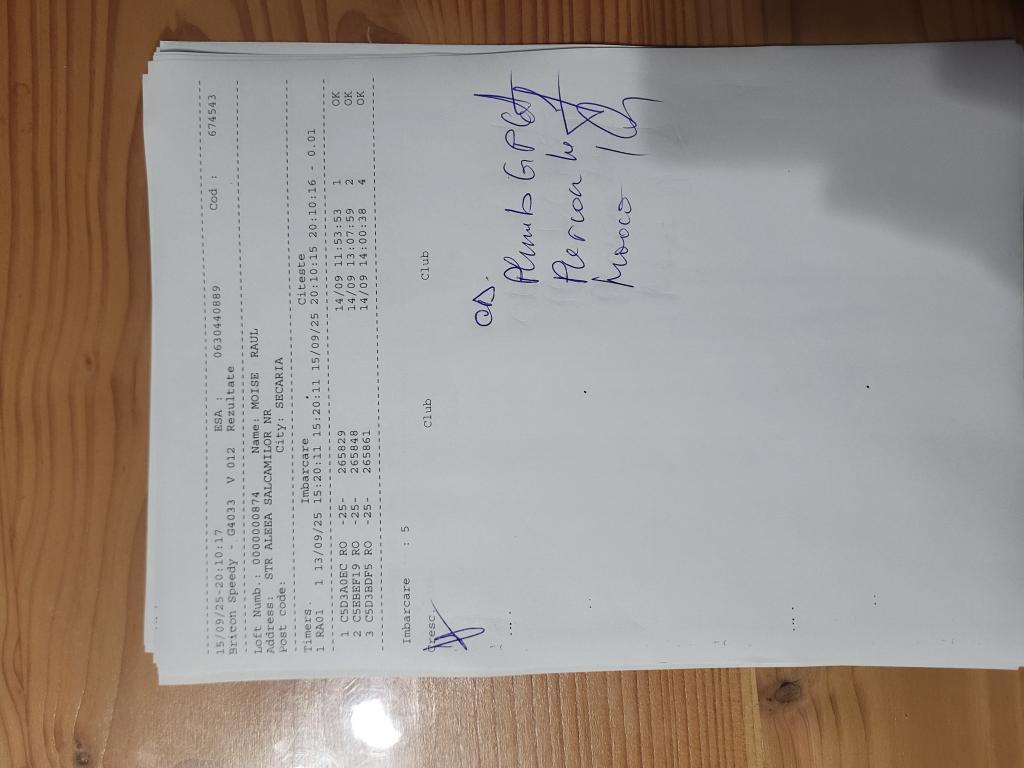 15/09/25-20:10:17 ESA : 0630440889 Cod : 674543
Bricon Speedy - G4033 V 012 Rezultate
Loft Numb.: 0000000874 Name: MOISE RAUL
Address: STR ALEEA SALCAMILOR NR
Post code: City: SECARIA
Timers Imbarcare Citeste
1 RA01 1 13/09/25 15:20:11 15:20:11 15/09/25 20:10:15 20:10:16 - 0.01
1 C5D3A0EC RO -25- 265829 14/09 11:53:53 1 OK
2 C5EBEF19 RO -25- 265848 14/09 13:07:59 2 OK
3 C5D3BDF5 RO -25- 265861 14/09 14:00:38 4 OK
Imbarcare : 5
Cresc. Club Club